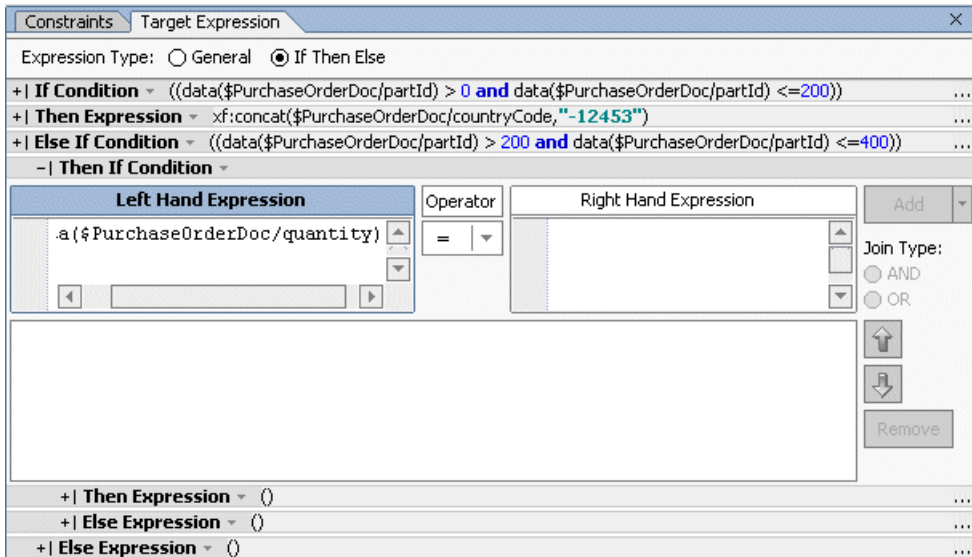 Constraints Target Expression
Expression Type: General If Then Else
+| If Condition ((data($PurchaseOrderDoc/partId) > 0 and data($PurchaseOrderDoc/partId) <=200)) ...
+| Then Expression xf:concat($PurchaseOrderDoc/countryCode,"-12453") ...
+| Else If Condition ((data($PurchaseOrderDoc/partId) > 200 and data($PurchaseOrderDoc/partId) <=400)) ...
−| Then If Condition
Left Hand Expression Operator Right Hand Expression Add
.a($PurchaseOrderDoc/quantity) =
Join Type:
AND
OR
Remove
+| Then Expression () ...
+| Else Expression () ...
+| Else Expression () ...